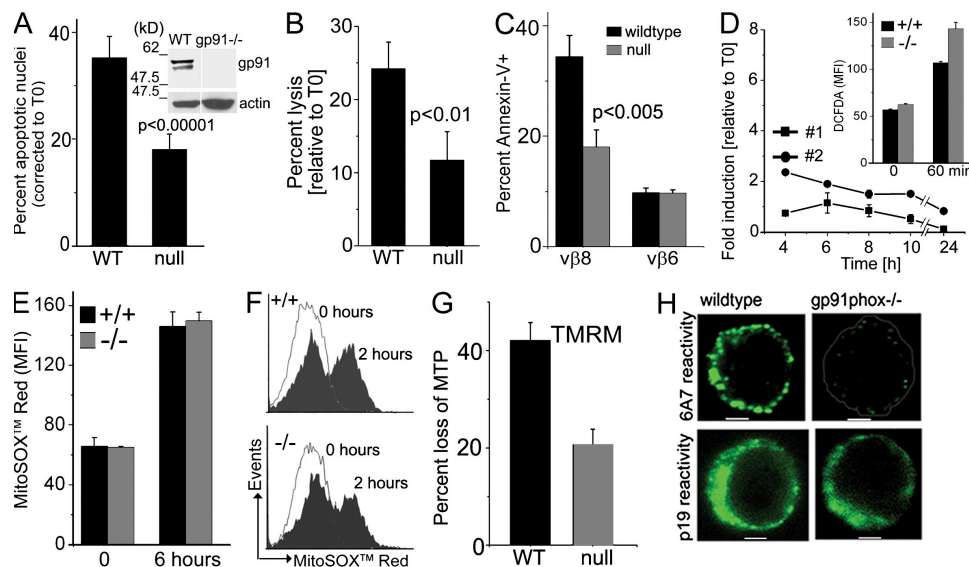 A
Percent apoptotic nuclei
(corrected to T0)
40
20
0
(kD)
62
47.5
47.5
WT gp91-/-
gp91
actin
p<0.00001
WT
null
B
Percent lysis
[relative to T0]
30
20
10
0
p<0.01
WT
null
C
Percent Annexin-V+
40
20
0
wildtype
null
p<0.005
vβ8
vβ6
D
Fold induction [relative to T0]
8
6
4
2
0
#1
#2
4
6
8
10
24
Time [h]
DCFDA (MFI)
150
100
50
0
+/+
-/-
0
60 min
E
MitoSOX™ Red (MFI)
160
120
80
40
0
+/+
-/-
0
6 hours
F
+/+
0 hours
2 hours
-/-
0 hours
2 hours
Events
MitoSOX™ Red
G
Percent loss of MTP
40
20
0
TMRM
WT
null
H
wildtype
gp91phox-/-
6A7 reactivity
p19 reactivity